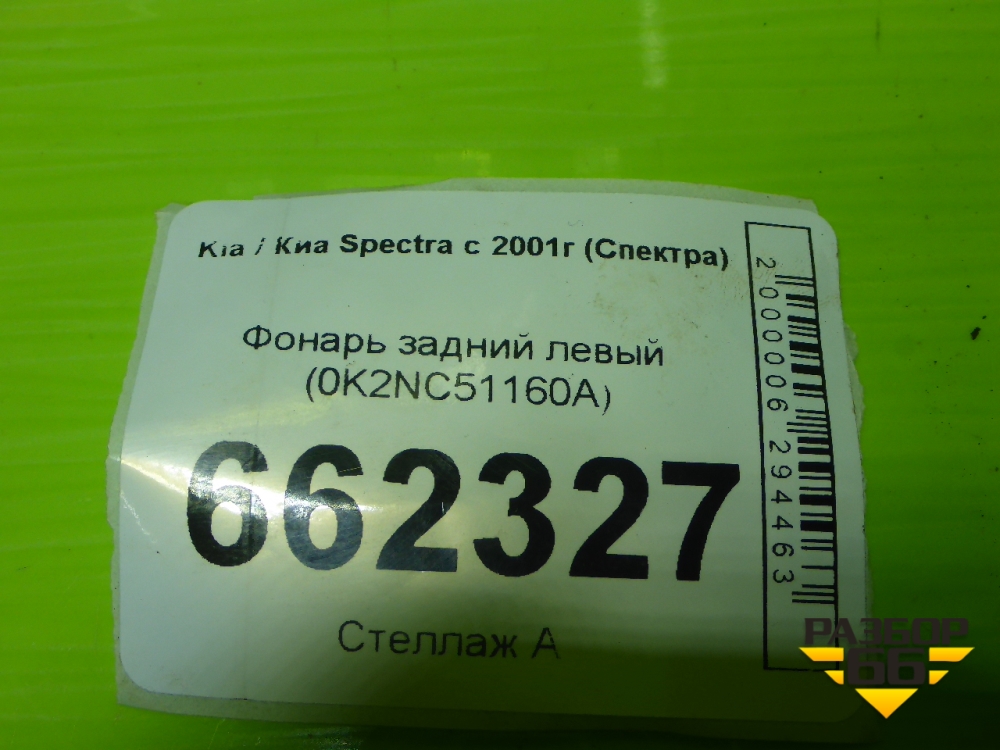 Kia / Киа Spectra с 2001г (Спектра)
Фонарь задний левый
(0K2NC51160A)
662327
Стеллаж А
2000006294463
РАЗБОР
66